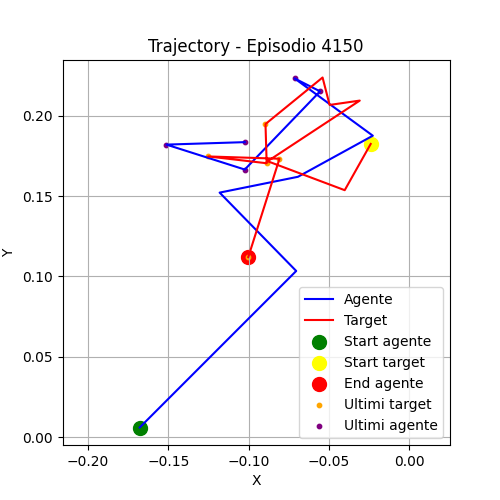 Trajectory - Episodio 4150
Y
0.20
0.15
0.10
0.05
0.00
−0.20 −0.15 −0.10 −0.05 0.00
X
Agente
Target
Start agente
Start target
End agente
Ultimi target
Ultimi agente